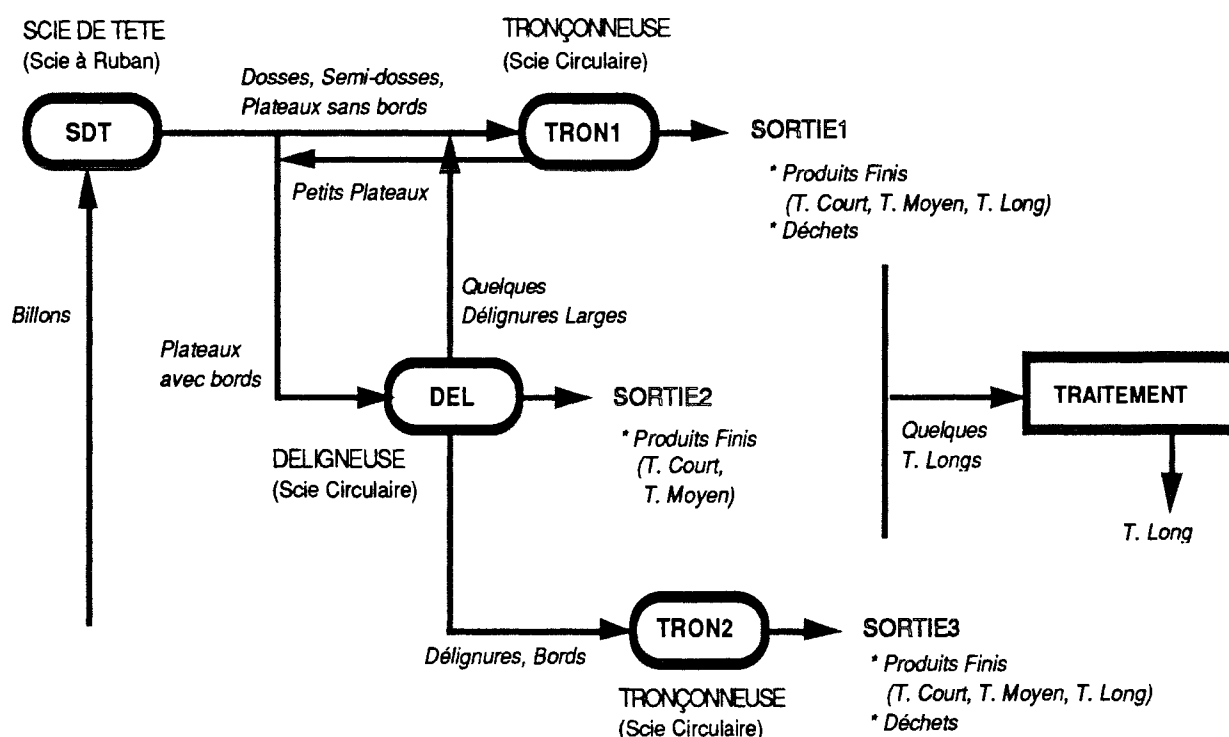 SCIE DE TETE
(Scie à Ruban)
TRONÇONNEUSE
(Scie Circulaire)
Dosses, Semi-dosses,
Plateaux sans bords
SDT
TRON1
SORTIE1
Petits Plateaux
* Produits Finis
(T. Court, T. Moyen, T. Long)
* Déchets
Billons
Quelques
Délignures Larges
Plateaux
avec bords
DEL
SORTIE2
TRAITEMENT
* Produits Finis
(T. Court,
T. Moyen)
Quelques
T. Longs
DELIGNEUSE
(Scie Circulaire)
T. Long
TRON2
SORTIE3
Délignures, Bords
* Produits Finis
(T. Court, T. Moyen, T. Long)
* Déchets
TRONÇONNEUSE
(Scie Circulaire)